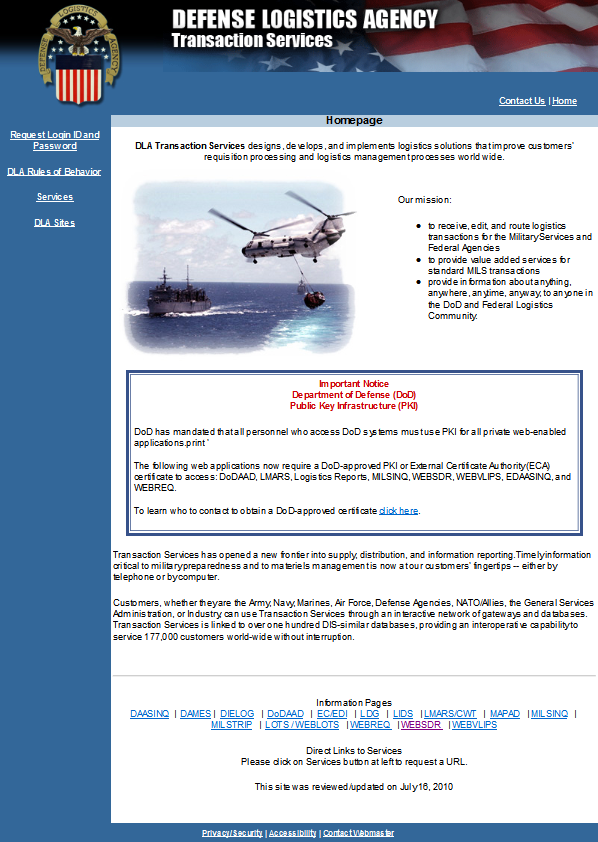 DEFENSE LOGISTICS AGENCY
Transaction Services
DEFENSE LOGISTICS AGENCY
Contact Us | Home
Homepage
Request Login ID and
Password
DLA Rules of Behavior
Services
DLA Sites
DLA Transaction Services designs, develops, and implements logistics solutions that improve customers'
requisition processing and logistics management processes world wide.
Our mission:
• to receive, edit, and route logistics
transactions for the Military Services and
Federal Agencies
• to provide value added services for
standard MILS transactions
• provide information about anything,
anywhere, anytime, anyway, to anyone in
the DoD and Federal Logistics
Community.
Important Notice
Department of Defense (DoD)
Public Key Infrastructure (PKI)
DoD has mandated that all personnel who access DoD systems must use PKI for all private web-enabled
applications.print `
The following web applications now require a DoD-approved PKI or External Certificate Authority(ECA)
certificate to access: DoDAAD, LMARS, Logistics Reports, MILSINQ, WEBSDR, WEBVLIPS, EDAASINQ, and
WEBREQ.
To learn who to contact to obtain a DoD-approved certificate click here.
Transaction Services has opened a new frontier into supply, distribution, and information reporting.Timely information
critical to military preparedness and to materiels management is now at our customers' fingertips -- either by
telephone or by computer.
Customers, whether they are the Army, Navy, Marines, Air Force, Defense Agencies, NATO/Allies, the General Services
Administration, or Industry, can use Transaction Services through an interactive network of gateways and databases.
Transaction Services is linked to over one hundred DIS-similar databases, providing an interoperative capability to
service 177,000 customers world-wide without interruption.
Information Pages
DAASINQ | DAMES | DIELOG | DoDAAD | EC/EDI | LDG | LIDS | LMARS/CWT | MAPAD | MILSINQ |
MILSTRIP | LOTS / WEBLOTS | WEBREQ | WEBSDR | WEBVLIPS
Direct Links to Services
Please click on Services button at left to request a URL.
This site was reviewed/updated on July 16, 2010
Privacy/Security | Accessibility | Contact Webmaster